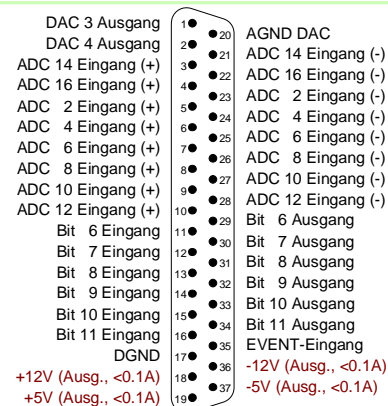 DAC 3 Ausgang 1
DAC 4 Ausgang 2
ADC 14 Eingang (+) 3
ADC 16 Eingang (+) 4
ADC 2 Eingang (+) 5
ADC 4 Eingang (+) 6
ADC 6 Eingang (+) 7
ADC 8 Eingang (+) 8
ADC 10 Eingang (+) 9
ADC 12 Eingang (+) 10
Bit 6 Eingang 11
Bit 7 Eingang 12
Bit 8 Eingang 13
Bit 9 Eingang 14
Bit 10 Eingang 15
Bit 11 Eingang 16
DGND 17
+12V (Ausg., <0.1A) 18
+5V (Ausg., <0.1A) 19
20 AGND DAC
21 ADC 14 Eingang (-)
22 ADC 16 Eingang (-)
23 ADC 2 Eingang (-)
24 ADC 4 Eingang (-)
25 ADC 6 Eingang (-)
26 ADC 8 Eingang (-)
27 ADC 10 Eingang (-)
28 ADC 12 Eingang (-)
29 Bit 6 Ausgang
30 Bit 7 Ausgang
31 Bit 8 Ausgang
32 Bit 9 Ausgang
33 Bit 10 Ausgang
34 Bit 11 Ausgang
35 EVENT-Eingang
36 -12V (Ausg., <0.1A)
37 -5V (Ausg., <0.1A)